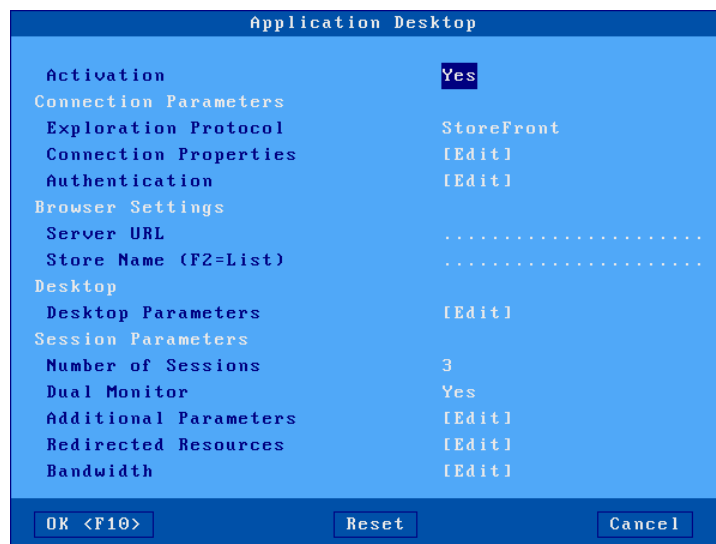 Application Desktop
Activation Yes
Connection Parameters
Exploration Protocol StoreFront
Connection Properties [Edit]
Authentication [Edit]
Browser Settings
Server URL ......................
Store Name (F2=List) ......................
Desktop
Desktop Parameters [Edit]
Session Parameters
Number of Sessions 3
Dual Monitor Yes
Additional Parameters [Edit]
Redirected Resources [Edit]
Bandwidth [Edit]
OK <F10> Reset Cancel